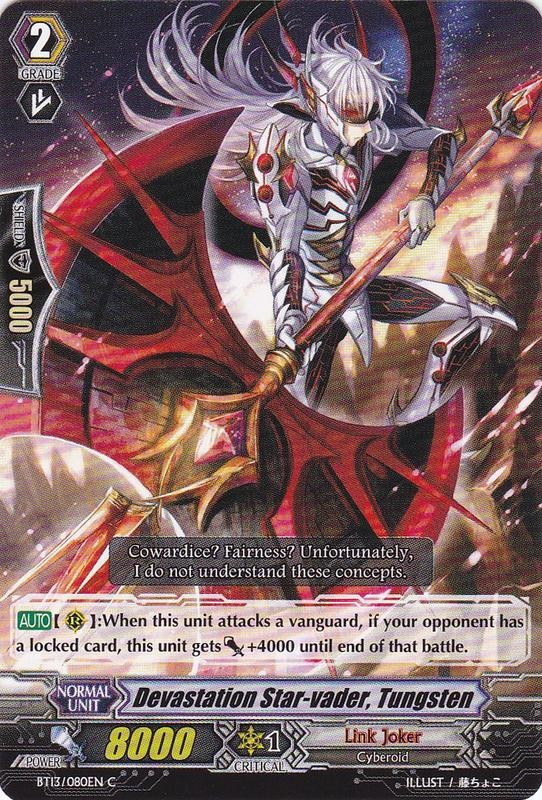 2
GRADE
SHIELD
5000
Cowardice? Fairness? Unfortunately,
I do not understand these concepts.
AUTO【 R 】:When this unit attacks a vanguard, if your opponent has
a locked card, this unit gets +4000 until end of that battle.
NORMAL
UNIT
Devastation Star-vader, Tungsten
POWER
8000
1
CRITICAL
Link Joker
Cyberoid
BT13/080EN C
ILLUST / 藤ちょこ